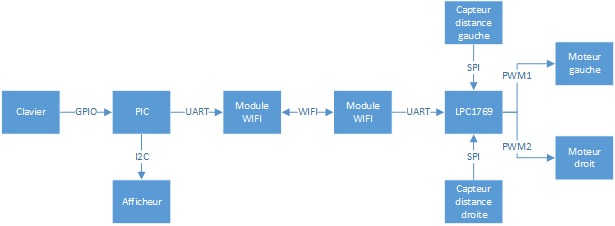 Capteur
distance
gauche
Moteur
gauche
SPI
PWM1
Clavier
GPIO
PIC
UART
Module
WIFI
WIFI
Module
WIFI
UART
LPC1769
PWM2
I2C
SPI
Moteur
droit
Afficheur
Capteur
distance
droite